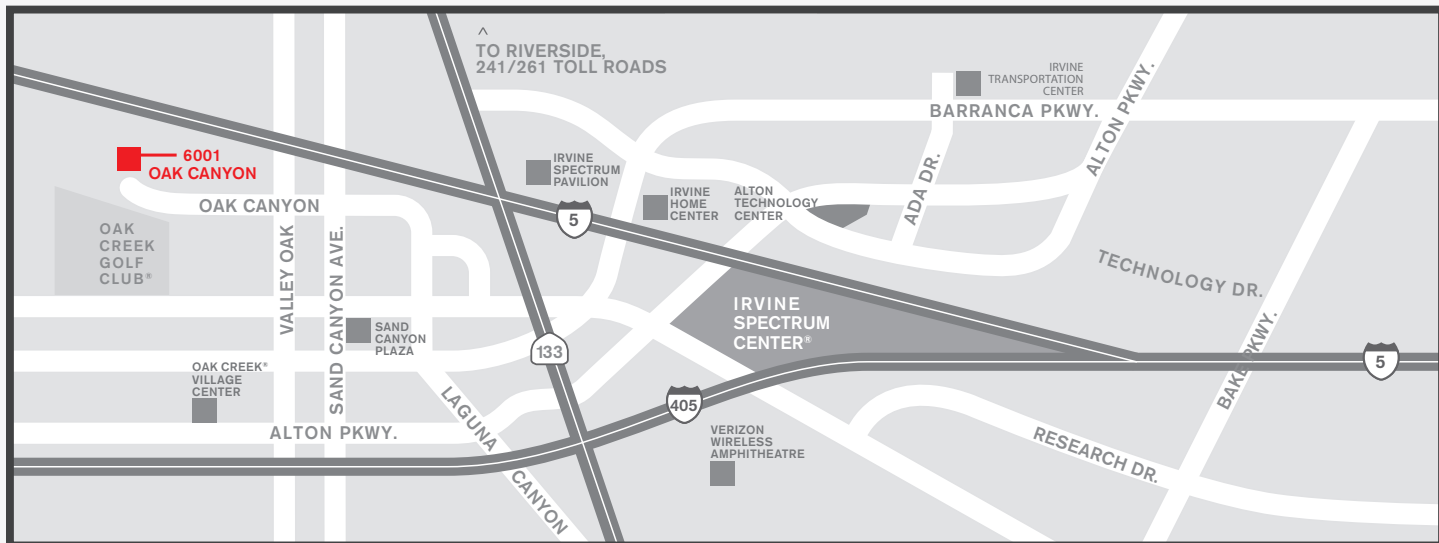 ^
TO RIVERSIDE,
241/261 TOLL ROADS
IRVINE
TRANSPORTATION
CENTER
BARRANCA PKWY.
ALTON PKWY.
6001
OAK CANYON
IRVINE
SPECTRUM
PAVILION
IRVINE
HOME
CENTER
ALTON
TECHNOLOGY
CENTER
ADA DR.
OAK CANYON
5
OAK
CREEK
GOLF
CLUB®
VALLEY OAK
SAND CANYON AVE.
TECHNOLOGY DR.
IRVINE
SPECTRUM
CENTER®
SAND
CANYON
PLAZA
133
BAKE PKWY.
5
OAK CREEK®
VILLAGE
CENTER
405
LAGUNA
CANYON
ALTON PKWY.
VERIZON
WIRELESS
AMPHITHEATRE
RESEARCH DR.